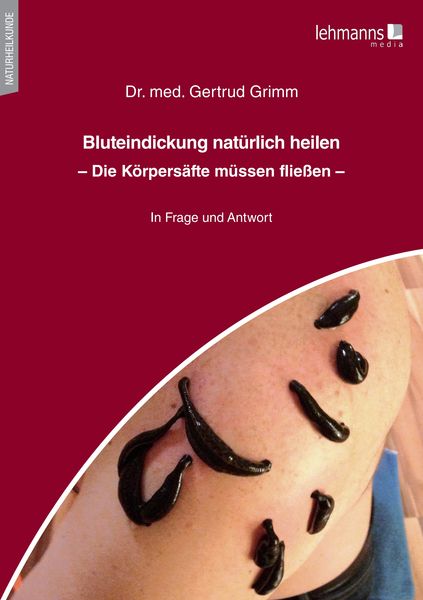 NATURHEILKUNDE
lehmanns
media
Dr. med. Gertrud Grimm
Bluteindickung natürlich heilen
– Die Körpersäfte müssen fließen –
In Frage und Antwort